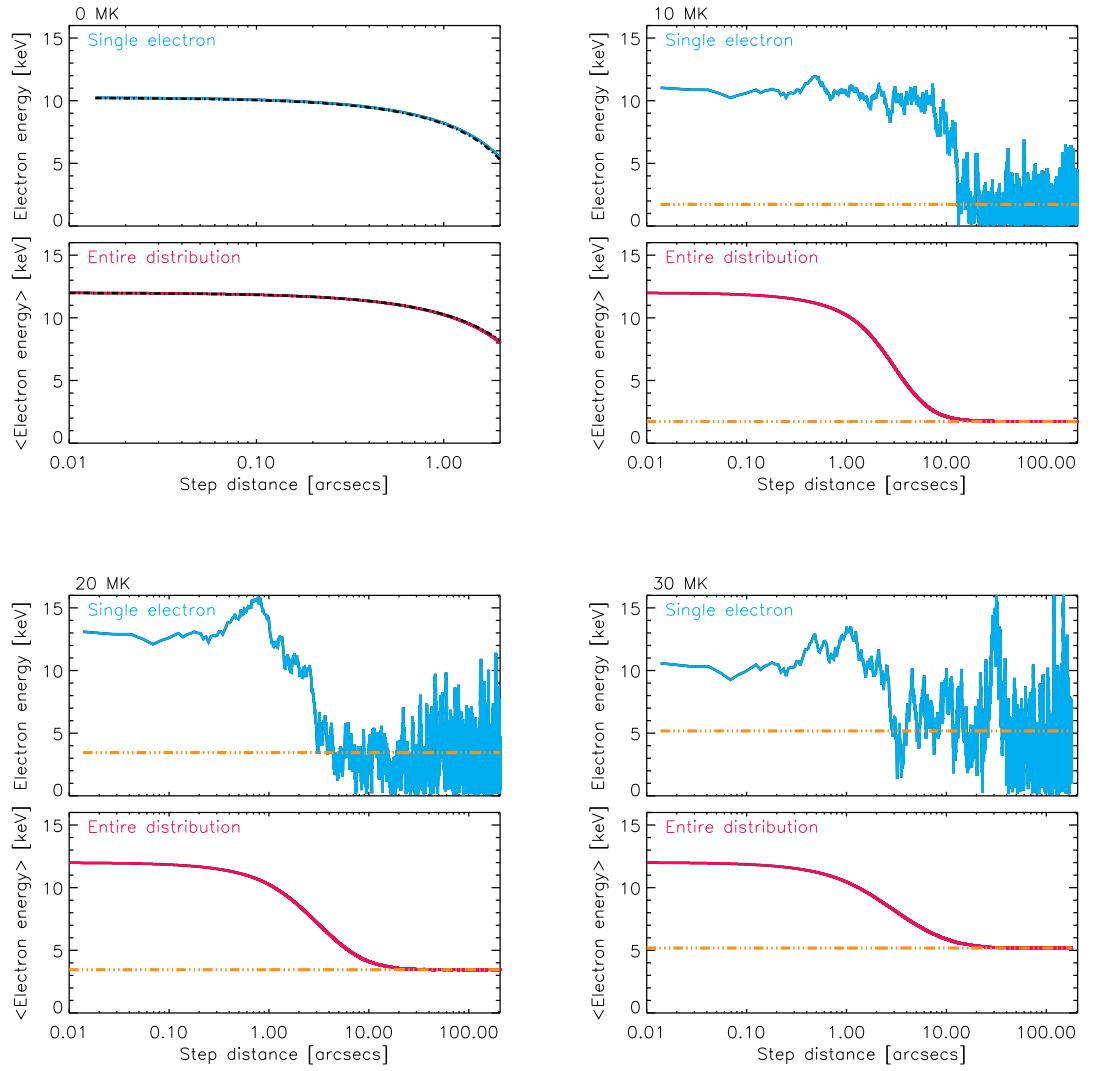 0 MK
Single electron
Electron energy [keV]
15
10
5
0
Entire distribution
<Electron energy> [keV]
15
10
5
0
0.01
0.10
1.00
Step distance [arcsecs]
10 MK
Single electron
Electron energy [keV]
15
10
5
0
Entire distribution
<Electron energy> [keV]
15
10
5
0
0.01
0.10
1.00
10.00
100.00
Step distance [arcsecs]
20 MK
Single electron
Electron energy [keV]
15
10
5
0
Entire distribution
<Electron energy> [keV]
15
10
5
0
0.01
0.10
1.00
10.00
100.00
Step distance [arcsecs]
30 MK
Single electron
Electron energy [keV]
15
10
5
0
Entire distribution
<Electron energy> [keV]
15
10
5
0
0.01
0.10
1.00
10.00
100.00
Step distance [arcsecs]